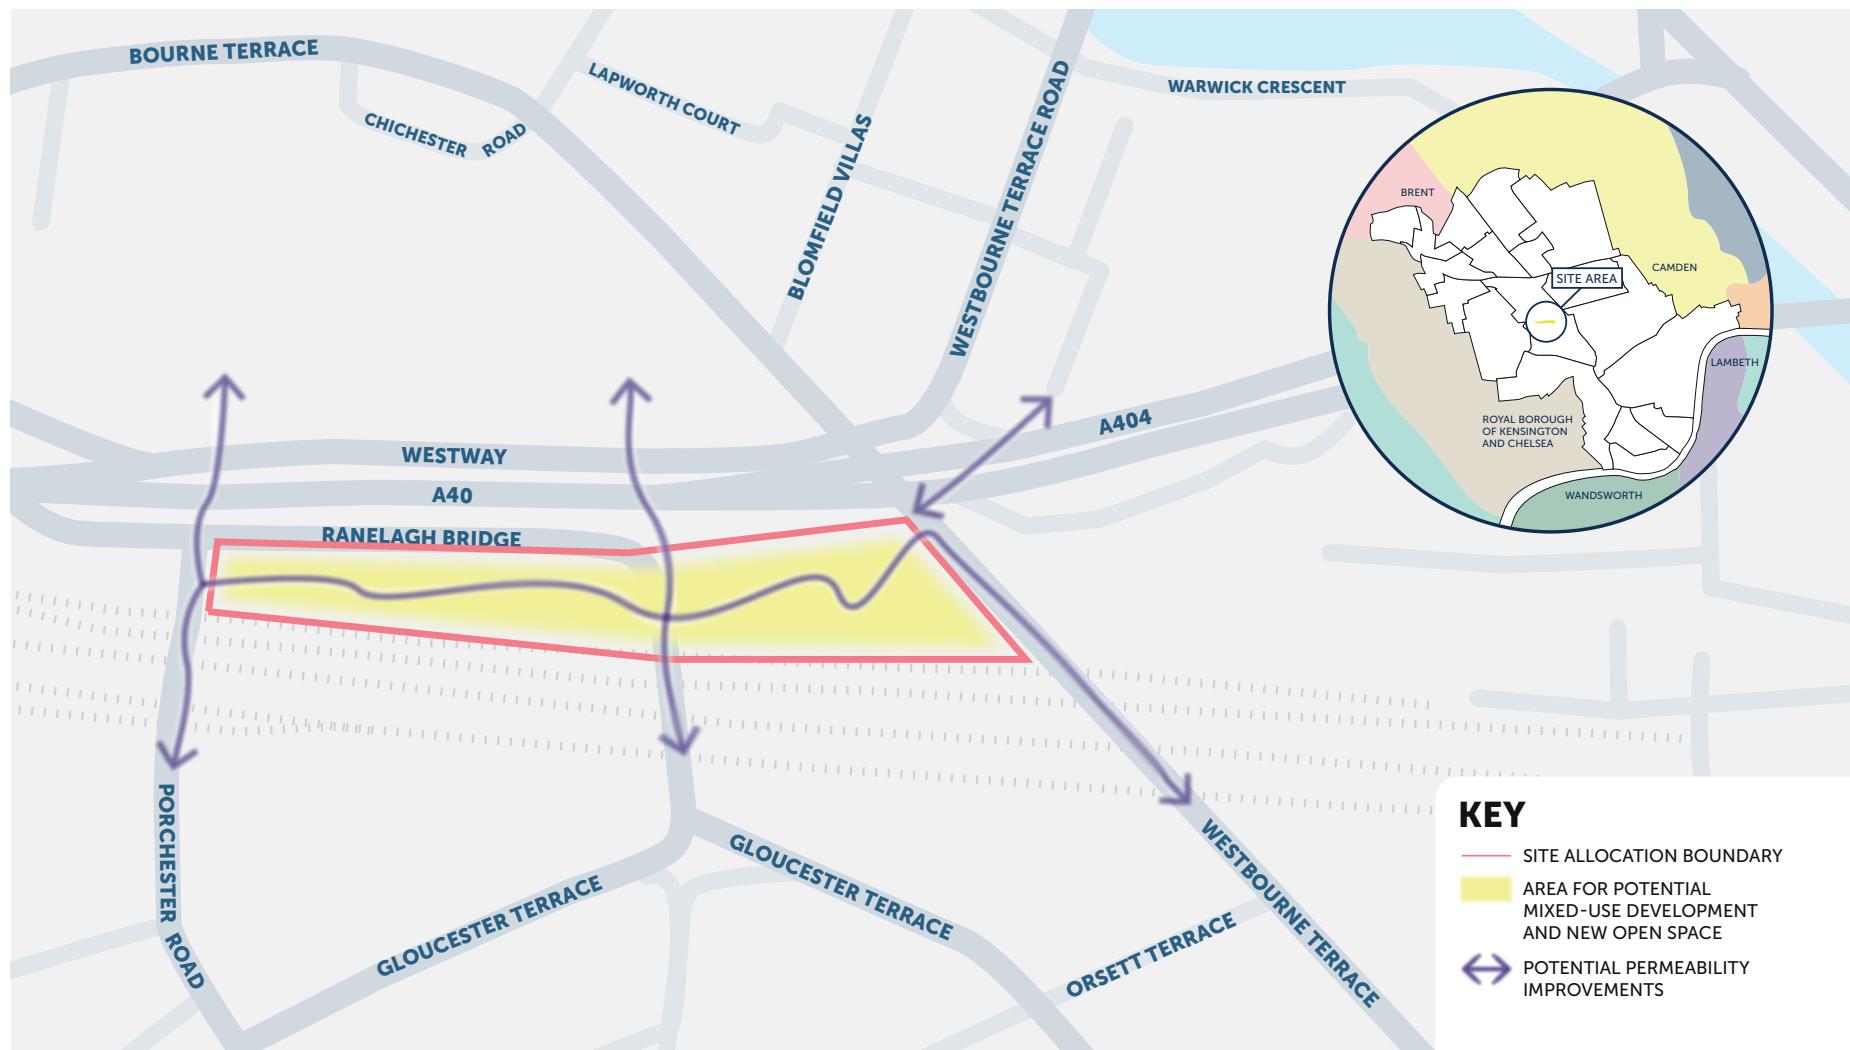 BOURNE TERRACE
CHICHESTER ROAD
LAPWORTH COURT
BLOMFIELD VILLAS
WESTBOURNE TERRACE ROAD
WARWICK CRESCENT
BRENT
CAMDEN
SITE AREA
LAMBETH
ROYAL BOROUGH
OF KENSINGTON
AND CHELSEA
WANDSWORTH
A404
WESTWAY
A40
RANELAGH BRIDGE
PORCHESTER ROAD
GLOUCESTER TERRACE
GLOUCESTER TERRACE
WESTBOURNE TERRACE
ORSETT TERRACE
KEY
SITE ALLOCATION BOUNDARY
AREA FOR POTENTIAL
MIXED-USE DEVELOPMENT
AND NEW OPEN SPACE
POTENTIAL PERMEABILITY
IMPROVEMENTS